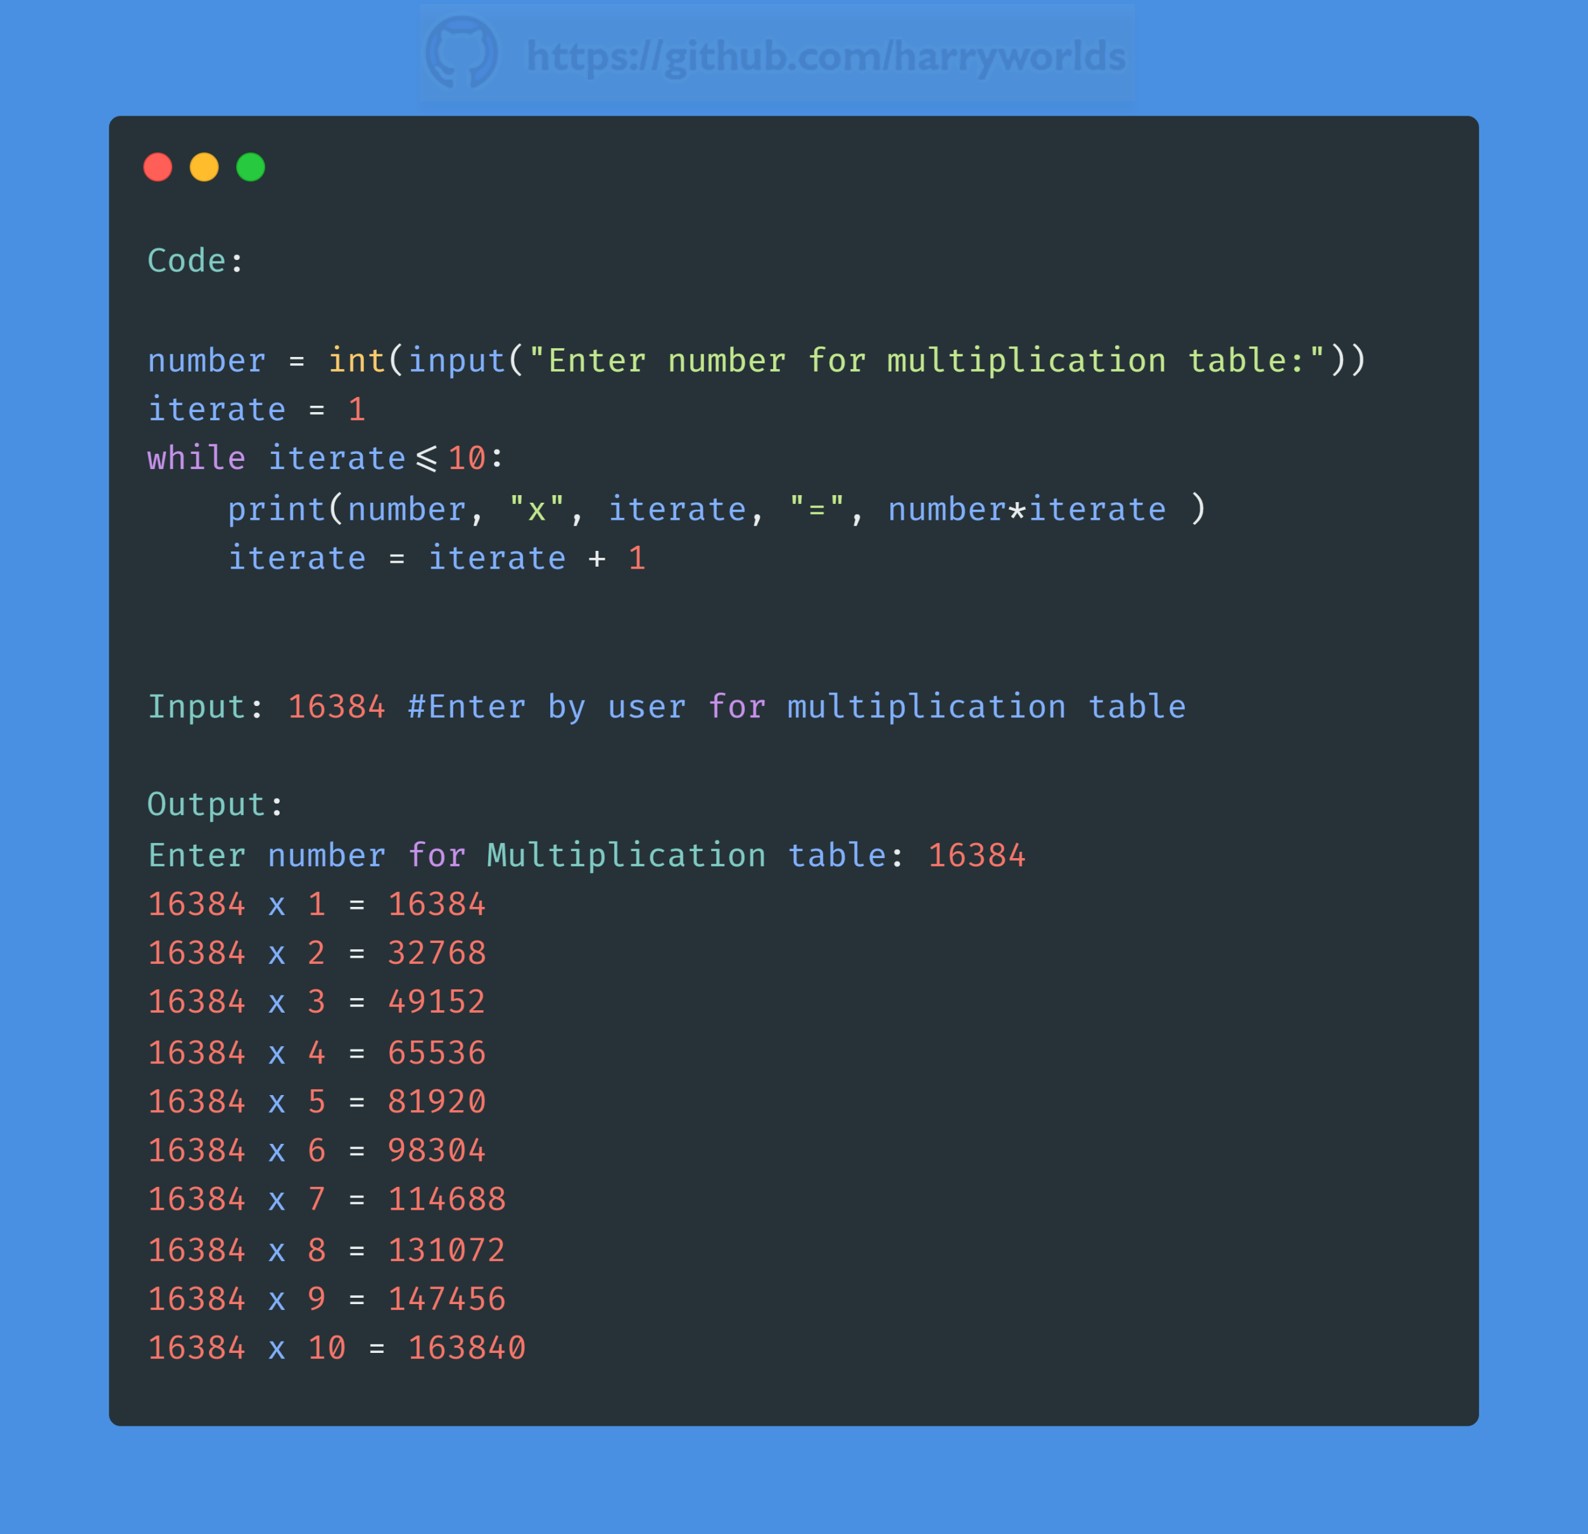 https://github.com/harryworlds
Code:
number = int(input("Enter number for multiplication table:"))
iterate = 1
while iterate⩽10:
    print(number, "x", iterate, "=", number*iterate )
    iterate = iterate + 1
Input: 16384 #Enter by user for multiplication table
Output:
Enter number for Multiplication table: 16384
16384 x 1 = 16384
16384 x 2 = 32768
16384 x 3 = 49152
16384 x 4 = 65536
16384 x 5 = 81920
16384 x 6 = 98304
16384 x 7 = 114688
16384 x 8 = 131072
16384 x 9 = 147456
16384 x 10 = 163840